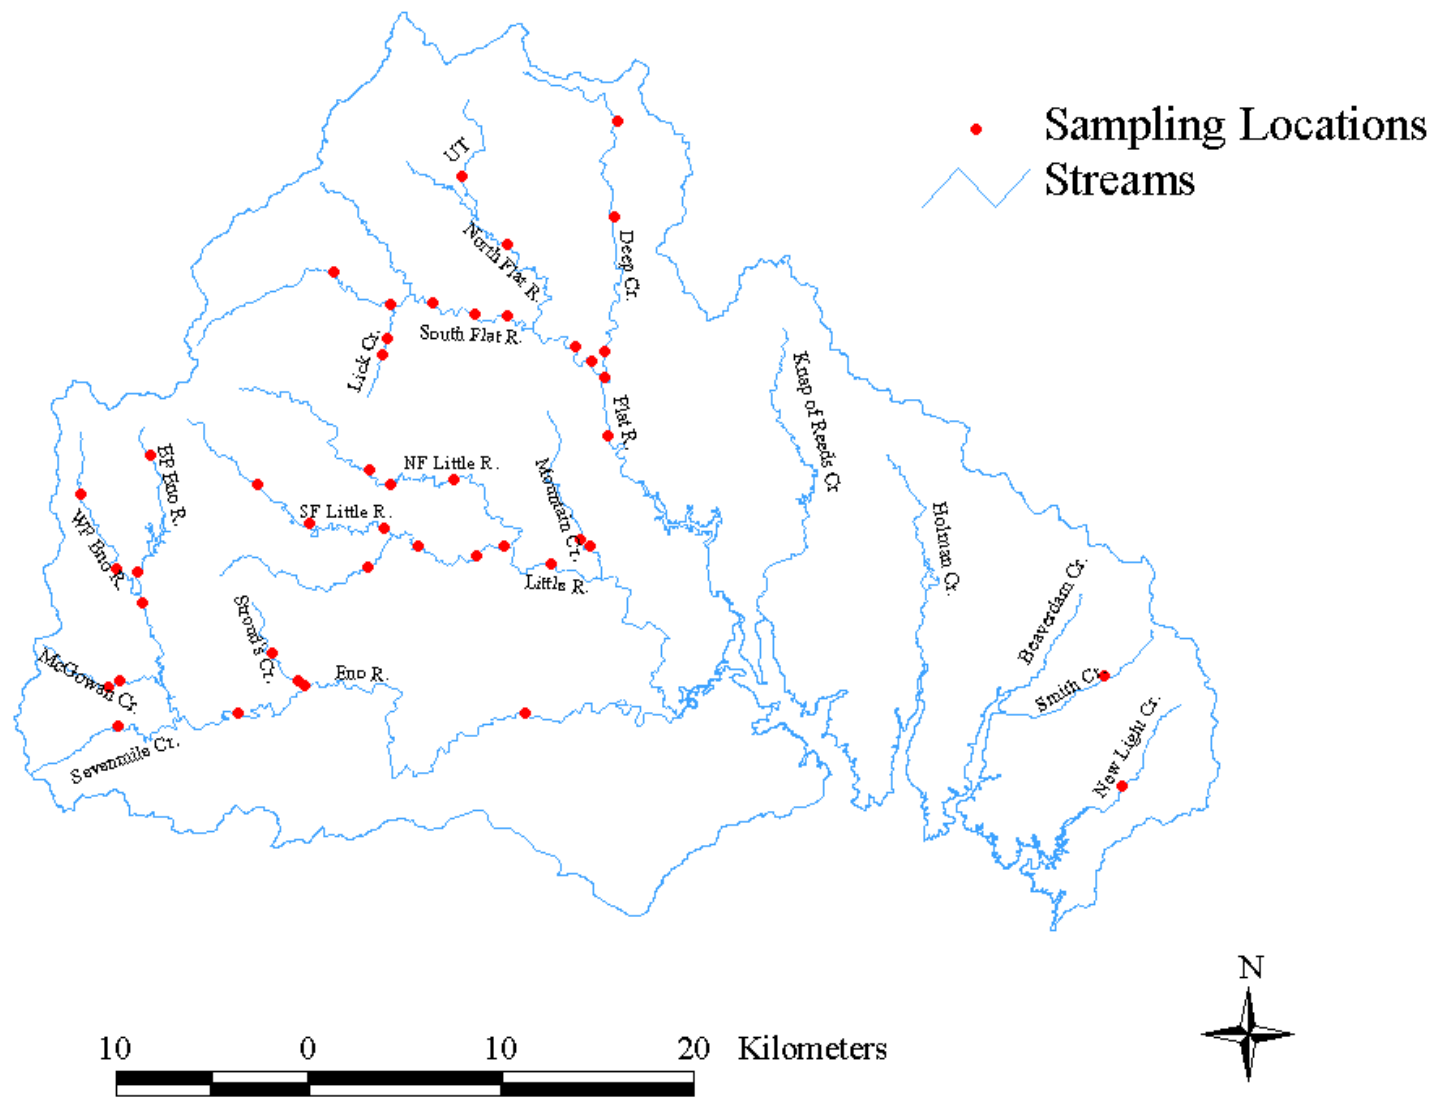 Sampling Locations
Streams
UT
North Flat R.
Deep Cr.
South Flat R.
Lick Cr.
Flat R.
Knap of Reeds Cr
EF Eno R.
NF Little R.
Mountain Cr.
SF Little R.
WF Eno R.
Holman Cr.
Little R.
Beaverdam Cr.
Stroud's Cr.
McGowan Cr.
Eno R.
Smith Cr.
New Light Cr.
Sevenmile Cr.
N
10 0 10 20 Kilometers